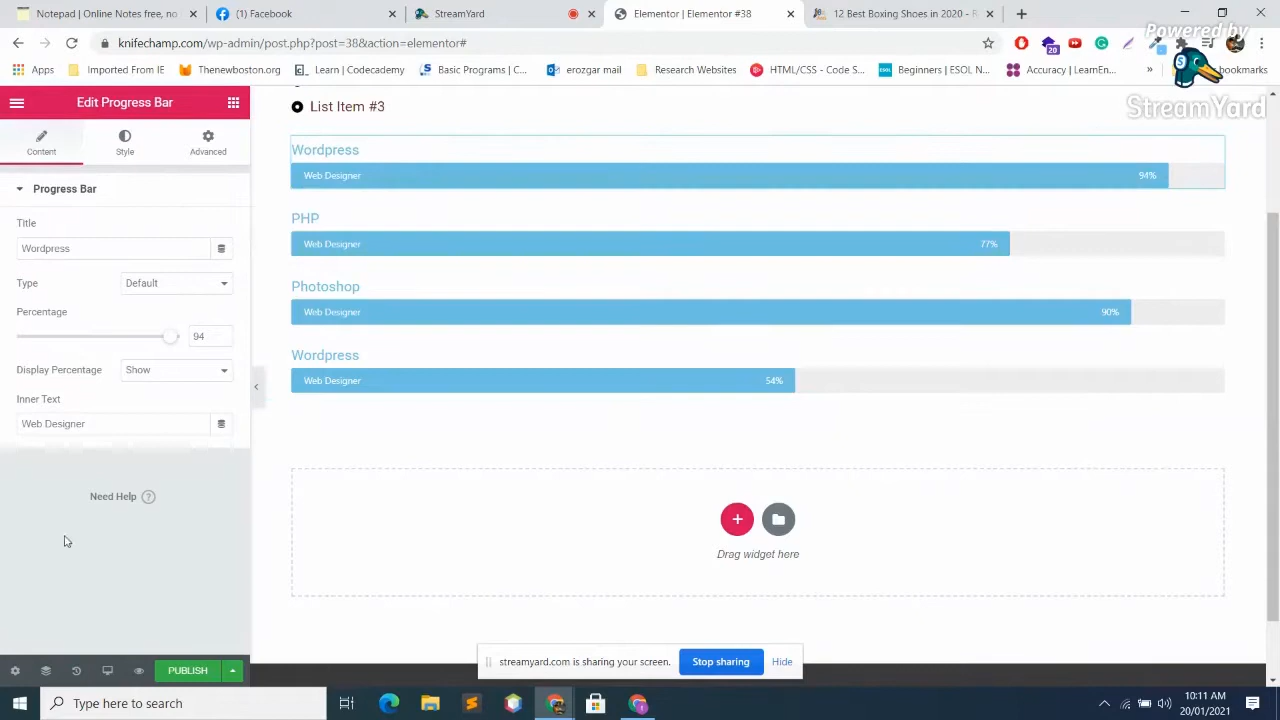 Notepad | Online Notes free, no
(1) Facebook
StreamYard
Elementor | Elementor #38
12 Best Boxing Shoes in 2020 - R
knifechamp.com/wp-admin/post.php?post=38&action=elementor#
20
Apps
Imported From IE
Thenewboston.org
Learn | Codecademy
Basic Programs | C...
erozgar mail
Research Websites
HTML/CSS - Code S...
Beginners | ESOL N...
Accuracy | LearnEn...
»
bookmarks
Powered by
StreamYard
Edit Progress Bar
Content
Style
Advanced
Progress Bar
Title
Wordpress
Type
Default
Percentage
94
Display Percentage
Show
Inner Text
Web Designer
Need Help ?
PUBLISH
List Item #3
Wordpress
Web Designer 94%
PHP
Web Designer 77%
Photoshop
Web Designer 90%
Wordpress
Web Designer 54%
Drag widget here
streamyard.com is sharing your screen.
Stop sharing
Hide
Type here to search
10:11 AM
20/01/2021